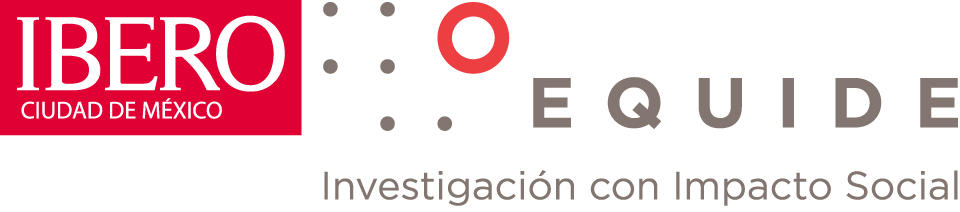 IBERO
CIUDAD DE MÉXICO
EQUIDE
Investigación con Impacto Social